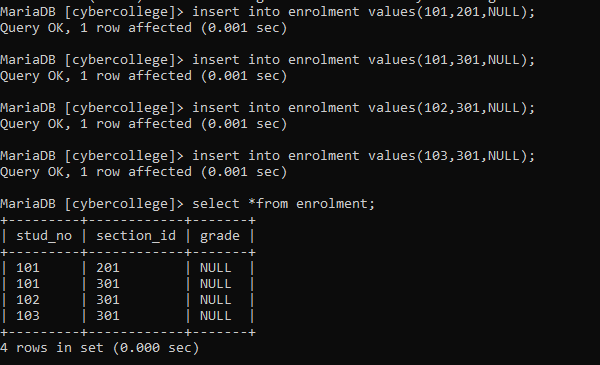 MariaDB [cybercollege]> insert into enrolment values(101,201,NULL);
Query OK, 1 row affected (0.001 sec)
MariaDB [cybercollege]> insert into enrolment values(101,301,NULL);
Query OK, 1 row affected (0.001 sec)
MariaDB [cybercollege]> insert into enrolment values(102,301,NULL);
Query OK, 1 row affected (0.001 sec)
MariaDB [cybercollege]> insert into enrolment values(103,301,NULL);
Query OK, 1 row affected (0.001 sec)
MariaDB [cybercollege]> select *from enrolment;
+---------+------------+-------+
| stud_no | section_id | grade |
+---------+------------+-------+
| 101     | 201        | NULL  |
| 101     | 301        | NULL  |
| 102     | 301        | NULL  |
| 103     | 301        | NULL  |
+---------+------------+-------+
4 rows in set (0.000 sec)